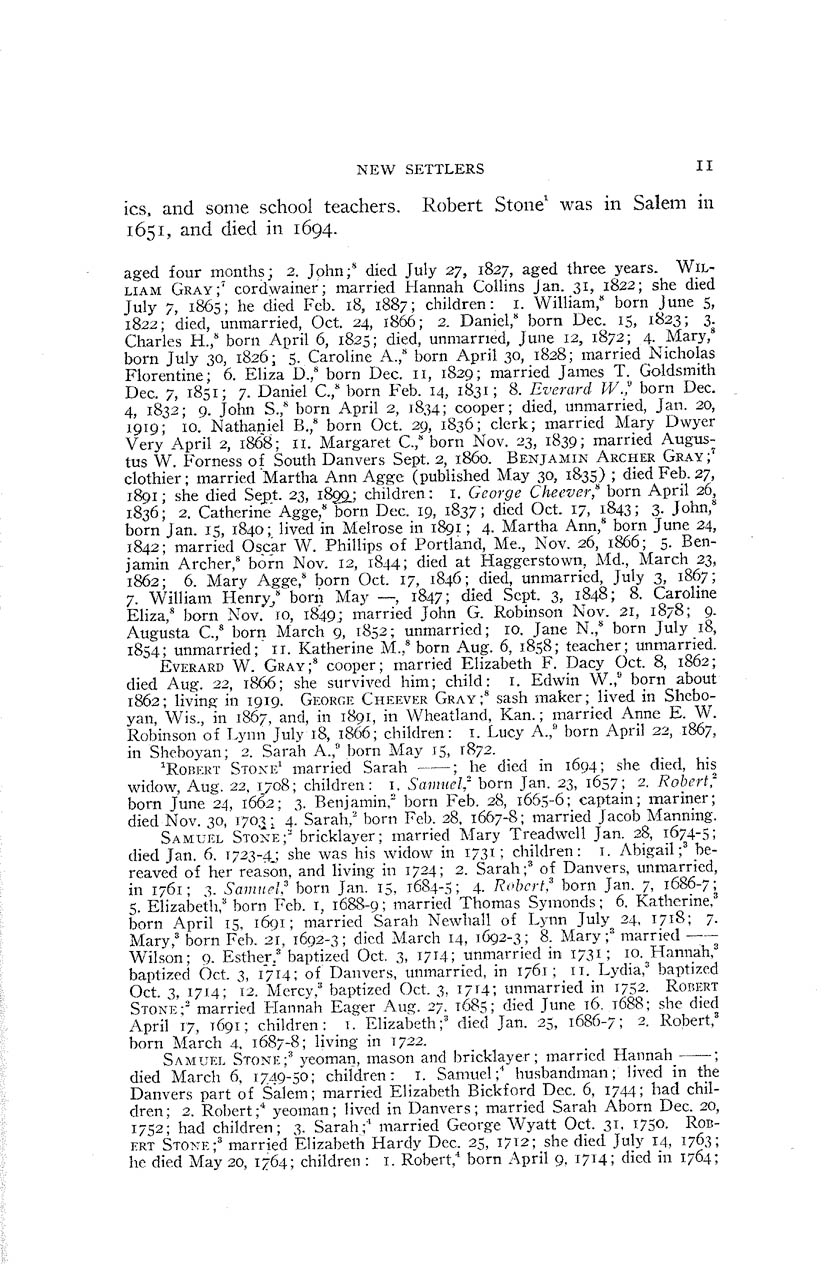 NEW SETTLERS 11
ics, and some school teachers. Robert Stone¹ was in Salem in
1651, and died in 1694.
aged four months; 2. John;⁸ died July 27, 1827, aged three years. WIL-
LIAM GRAY;⁷ cordwainer; married Hannah Collins Jan. 31, 1822; she died
July 7, 1865; he died Feb. 18, 1887; children: 1. William,⁸ born June 5,
1822; died, unmarried, Oct. 24, 1866; 2. Daniel,⁸ born Dec. 15, 1823; 3.
Charles H.,⁸ born April 6, 1825; died, unmarried, June 12, 1872; 4. Mary,⁸
born July 30, 1826; 5. Caroline A.,⁸ born April 30, 1828; married Nicholas
Florentine; 6. Eliza D.,⁸ born Dec. 11, 1829; married James T. Goldsmith
Dec. 7, 1851; 7. Daniel C.,⁸ born Feb. 14, 1831; 8. Everard W.,⁹ born Dec.
4, 1832; 9. John S.,⁸ born April 2, 1834; cooper; died, unmarried, Jan. 20,
1919; 10. Nathaniel B.,⁸ born Oct. 29, 1836; clerk; married Mary Dwyer
Very April 2, 1868; 11. Margaret C.,⁸ born Nov. 23, 1839; married Augus-
tus W. Forness of South Danvers Sept. 2, 1860. BENJAMIN ARCHER GRAY;⁷
clothier; married Martha Ann Agge (published May 30, 1835); died Feb. 27,
1891; she died Sept. 23, 1899; children: 1. George Cheever,⁸ born April 26,
1836; 2. Catherine Agge,⁸ born Dec. 19, 1837; died Oct. 17, 1843; 3. John,⁸
born Jan. 15, 1840; lived in Melrose in 1891; 4. Martha Ann,⁸ born June 24,
1842; married Oscar W. Phillips of Portland, Me., Nov. 26, 1866; 5. Ben-
jamin Archer,⁸ born Nov. 12, 1844; died at Haggerstown, Md., March 23,
1862; 6. Mary Agge,⁸ born Oct. 17, 1846; died, unmarried, July 3, 1867;
7. William Henry,⁸ born May —, 1847; died Sept. 3, 1848; 8. Caroline
Eliza,⁸ born Nov. 10, 1849; married John G. Robinson Nov. 21, 1878; 9.
Augusta C.,⁸ born March 9, 1852; unmarried; 10. Jane N.,⁸ born July 18,
1854; unmarried; 11. Katherine M.,⁸ born Aug. 6, 1858; teacher; unmarried.
EVERARD W. GRAY;⁸ cooper; married Elizabeth F. Dacy Oct. 8, 1862;
died Aug. 22, 1866; she survived him; child: 1. Edwin W.,⁹ born about
1862; living in 1919. GEORGE CHEEVER GRAY;⁸ sash maker; lived in Shebo-
yan, Wis., in 1867, and, in 1891, in Wheatland, Kan.; married Anne E. W.
Robinson of Lynn July 18, 1866; children: 1. Lucy A.,⁹ born April 22, 1867,
in Sheboyan; 2. Sarah A.,⁹ born May 15, 1872.
¹ROBERT STONE¹ married Sarah ——; he died in 1694; she died, his
widow, Aug. 22, 1708; children: 1. Samuel,² born Jan. 23, 1657; 2. Robert,²
born June 24, 1662; 3. Benjamin,² born Feb. 28, 1665-6; captain; mariner;
died Nov. 30, 1703; 4. Sarah,² born Feb. 28, 1667-8; married Jacob Manning.
SAMUEL STONE;² bricklayer; married Mary Treadwell Jan. 28, 1674-5;
died Jan. 6. 1723-4; she was his widow in 1731; children: 1. Abigail;³ be-
reaved of her reason, and living in 1724; 2. Sarah;³ of Danvers, unmarried,
in 1761; 3. Samuel,³ born Jan. 15, 1684-5; 4. Robert,³ born Jan. 7, 1686-7;
5. Elizabeth,³ born Feb. 1, 1688-9; married Thomas Symonds; 6. Katherine,³
born April 15, 1691; married Sarah Newhall of Lynn July 24, 1718; 7.
Mary,³ born Feb. 21, 1692-3; died March 14, 1692-3; 8. Mary;³ married ——
Wilson; 9. Esther,³ baptized Oct. 3, 1714; unmarried in 1731; 10. Hannah,³
baptized Oct. 3, 1714; of Danvers, unmarried, in 1761; 11. Lydia,³ baptized
Oct. 3, 1714; 12. Mercy,³ baptized Oct. 3, 1714; unmarried in 1752. ROBERT
STONE;² married Hannah Eager Aug. 27, 1685; died June 16. 1688; she died
April 17, 1691; children: 1. Elizabeth;³ died Jan. 25, 1686-7; 2. Robert,³
born March 4, 1687-8; living in 1722.
SAMUEL STONE;³ yeoman, mason and bricklayer; married Hannah ——;
died March 6, 1749-50; children: 1. Samuel;⁴ husbandman; lived in the
Danvers part of Salem; married Elizabeth Bickford Dec. 6, 1744; had chil-
dren; 2. Robert;⁴ yeoman; lived in Danvers; married Sarah Aborn Dec. 20,
1752; had children; 3. Sarah;⁴ married George Wyatt Oct. 31, 1750. ROB-
ERT STONE;³ married Elizabeth Hardy Dec. 25, 1712; she died July 14, 1763;
he died May 20, 1764; children: 1. Robert,⁴ born April 9, 1714; died in 1764;